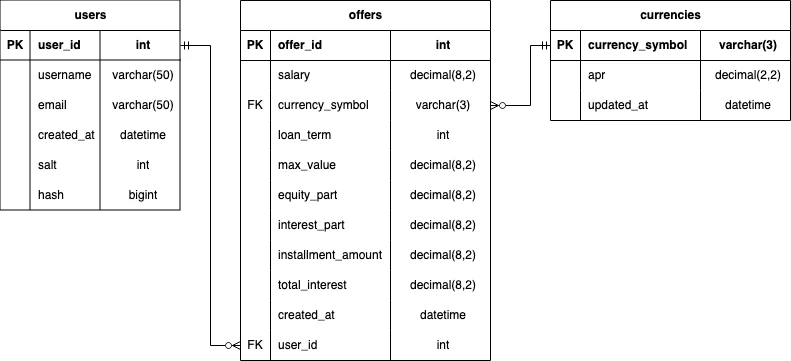 users
PK user_id int
username varchar(50)
email varchar(50)
created_at datetime
salt int
hash bigint
offers
PK offer_id int
salary decimal(8,2)
FK currency_symbol varchar(3)
loan_term int
max_value decimal(8,2)
equity_part decimal(8,2)
interest_part decimal(8,2)
installment_amount decimal(8,2)
total_interest decimal(8,2)
created_at datetime
FK user_id int
currencies
PK currency_symbol varchar(3)
apr decimal(2,2)
updated_at datetime